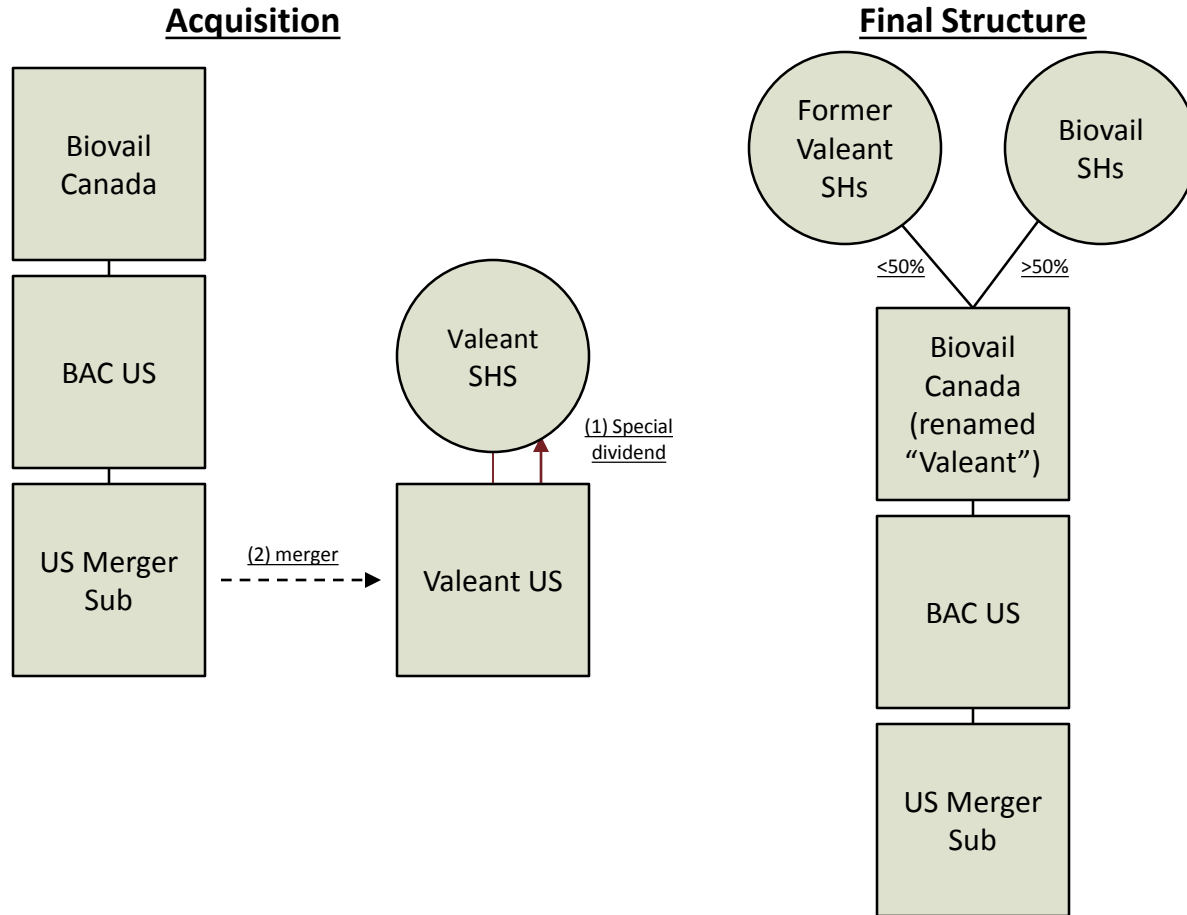 Acquisition
Biovail
Canada
BAC US
US Merger
Sub
(2) merger
Valeant
SHS
(1) Special
dividend
Valeant US
Final Structure
Former
Valeant
SHs
Biovail
SHs
<50%
>50%
Biovail
Canada
(renamed
“Valeant”)
BAC US
US Merger
Sub